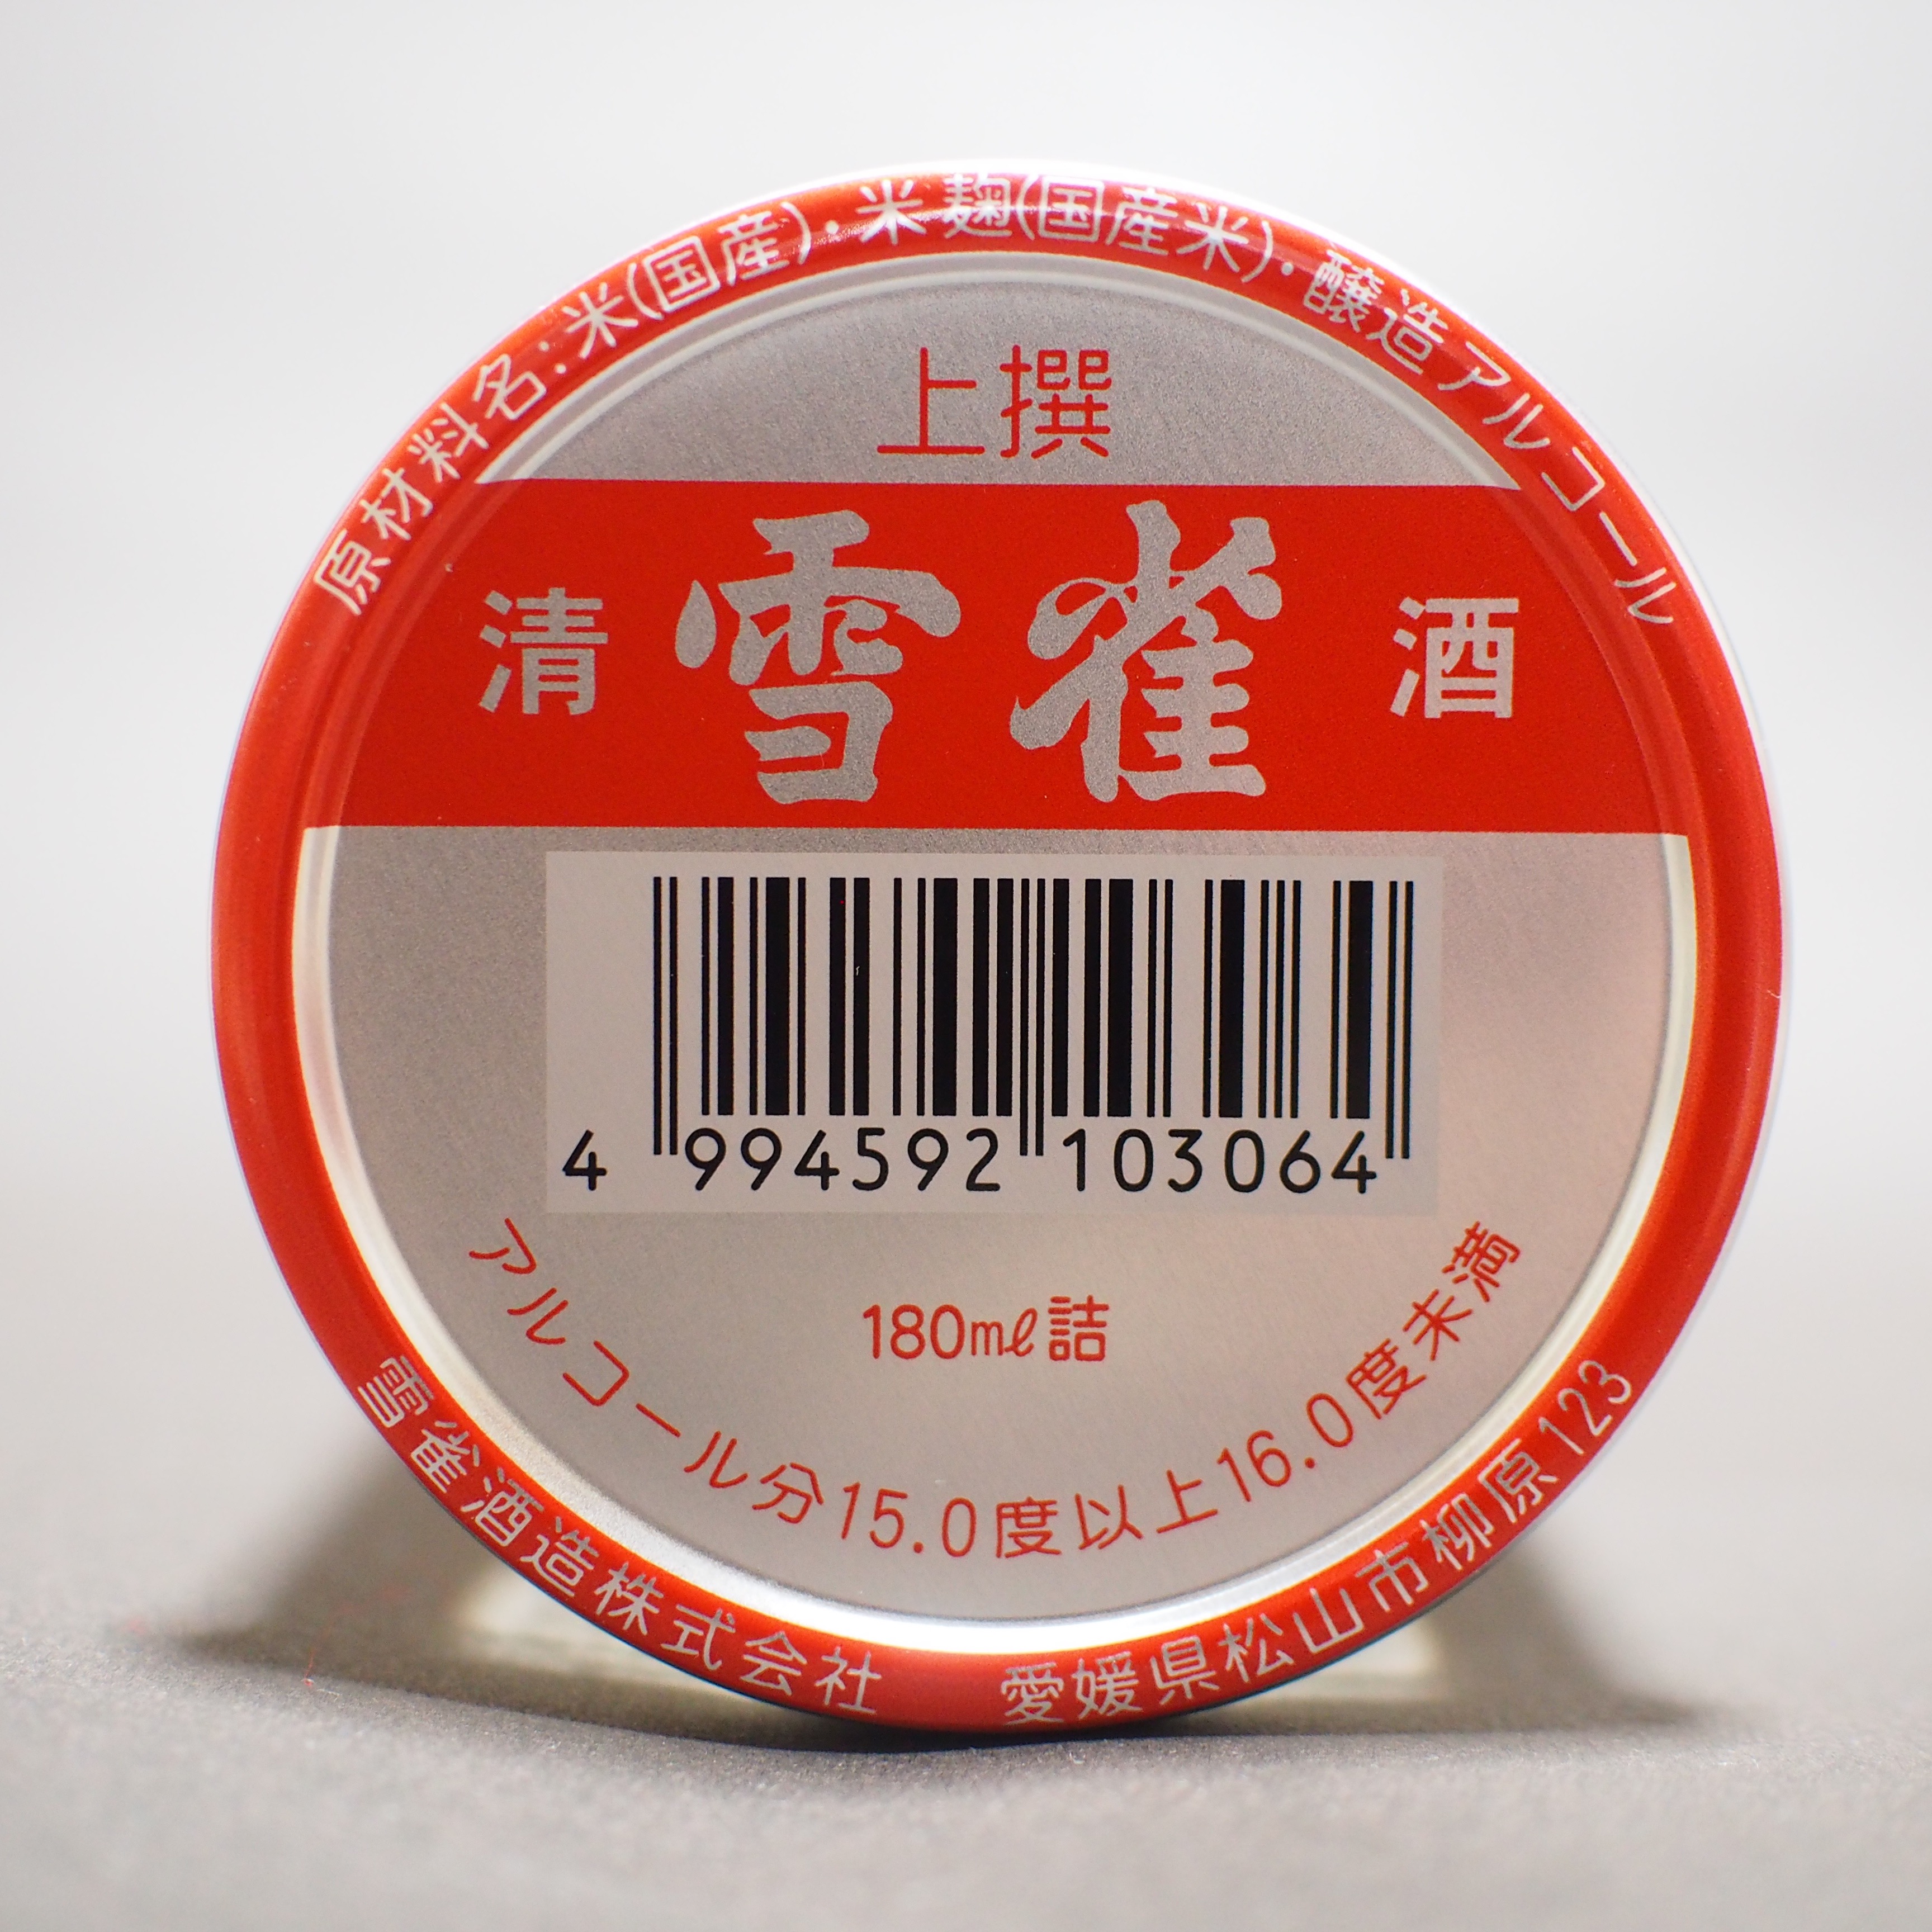 原材料名:米(国産)・米麹(国産米)・醸造アルコール
上撰
清 雪雀 酒
4 994592 103064
180mℓ詰
アルコール分15.0度以上16.0度未満
雪雀酒造株式会社 愛媛県松山市柳原123